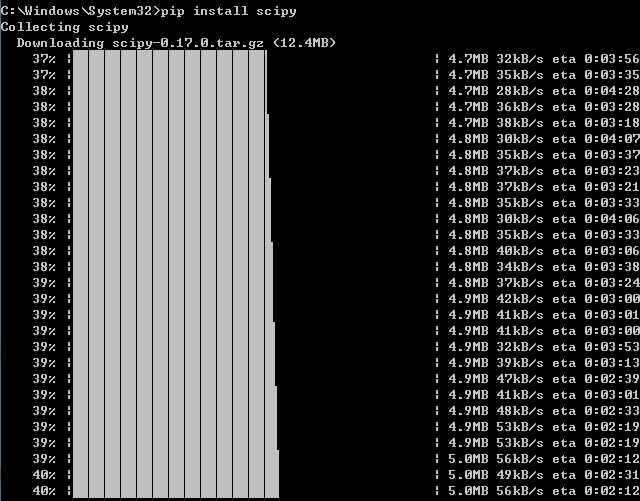 C:\Windows\System32>pip install scipy
Collecting scipy
  Downloading scipy-0.17.0.tar.gz (12.4MB)
    37% | | 4.7MB 32kB/s eta 0:03:56
    37% | | 4.7MB 35kB/s eta 0:03:35
    38% | | 4.7MB 28kB/s eta 0:04:28
    38% | | 4.7MB 36kB/s eta 0:03:28
    38% | | 4.7MB 38kB/s eta 0:03:18
    38% | | 4.8MB 30kB/s eta 0:04:07
    38% | | 4.8MB 35kB/s eta 0:03:37
    38% | | 4.8MB 37kB/s eta 0:03:23
    38% | | 4.8MB 37kB/s eta 0:03:21
    38% | | 4.8MB 35kB/s eta 0:03:33
    38% | | 4.8MB 30kB/s eta 0:04:06
    38% | | 4.8MB 35kB/s eta 0:03:33
    38% | | 4.8MB 40kB/s eta 0:03:06
    38% | | 4.8MB 34kB/s eta 0:03:38
    39% | | 4.8MB 37kB/s eta 0:03:24
    39% | | 4.9MB 42kB/s eta 0:03:00
    39% | | 4.9MB 41kB/s eta 0:03:01
    39% | | 4.9MB 41kB/s eta 0:03:00
    39% | | 4.9MB 32kB/s eta 0:03:53
    39% | | 4.9MB 39kB/s eta 0:03:13
    39% | | 4.9MB 47kB/s eta 0:02:39
    39% | | 4.9MB 41kB/s eta 0:03:01
    39% | | 4.9MB 48kB/s eta 0:02:33
    39% | | 4.9MB 53kB/s eta 0:02:19
    39% | | 4.9MB 53kB/s eta 0:02:19
    39% | | 5.0MB 56kB/s eta 0:02:12
    40% | | 5.0MB 49kB/s eta 0:02:31
    40% | | 5.0MB 56kB/s eta 0:02:12